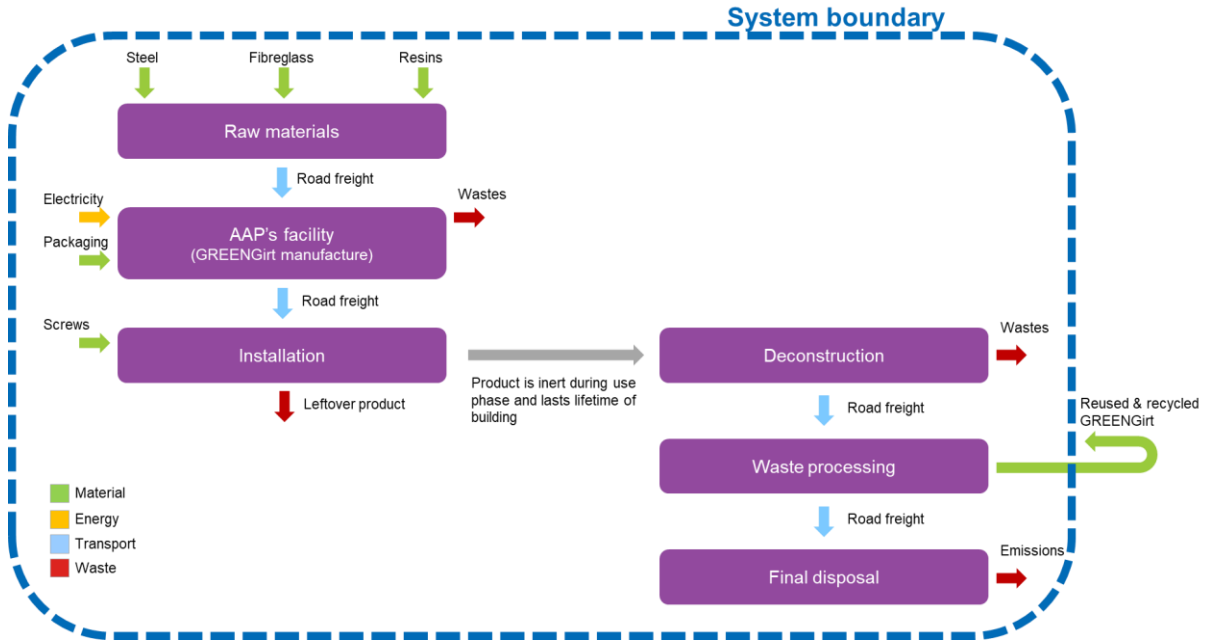 System boundary
Steel
Fibreglass
Resins
Raw materials
Road freight
Electricity
Wastes
AAP's facility
(GREENGirt manufacture)
Packaging
Road freight
Screws
Installation
Leftover product
Product is inert during use
phase and lasts lifetime of
building
Deconstruction
Wastes
Road freight
Reused & recycled
GREENGirt
Waste processing
Road freight
Emissions
Final disposal
Material
Energy
Transport
Waste